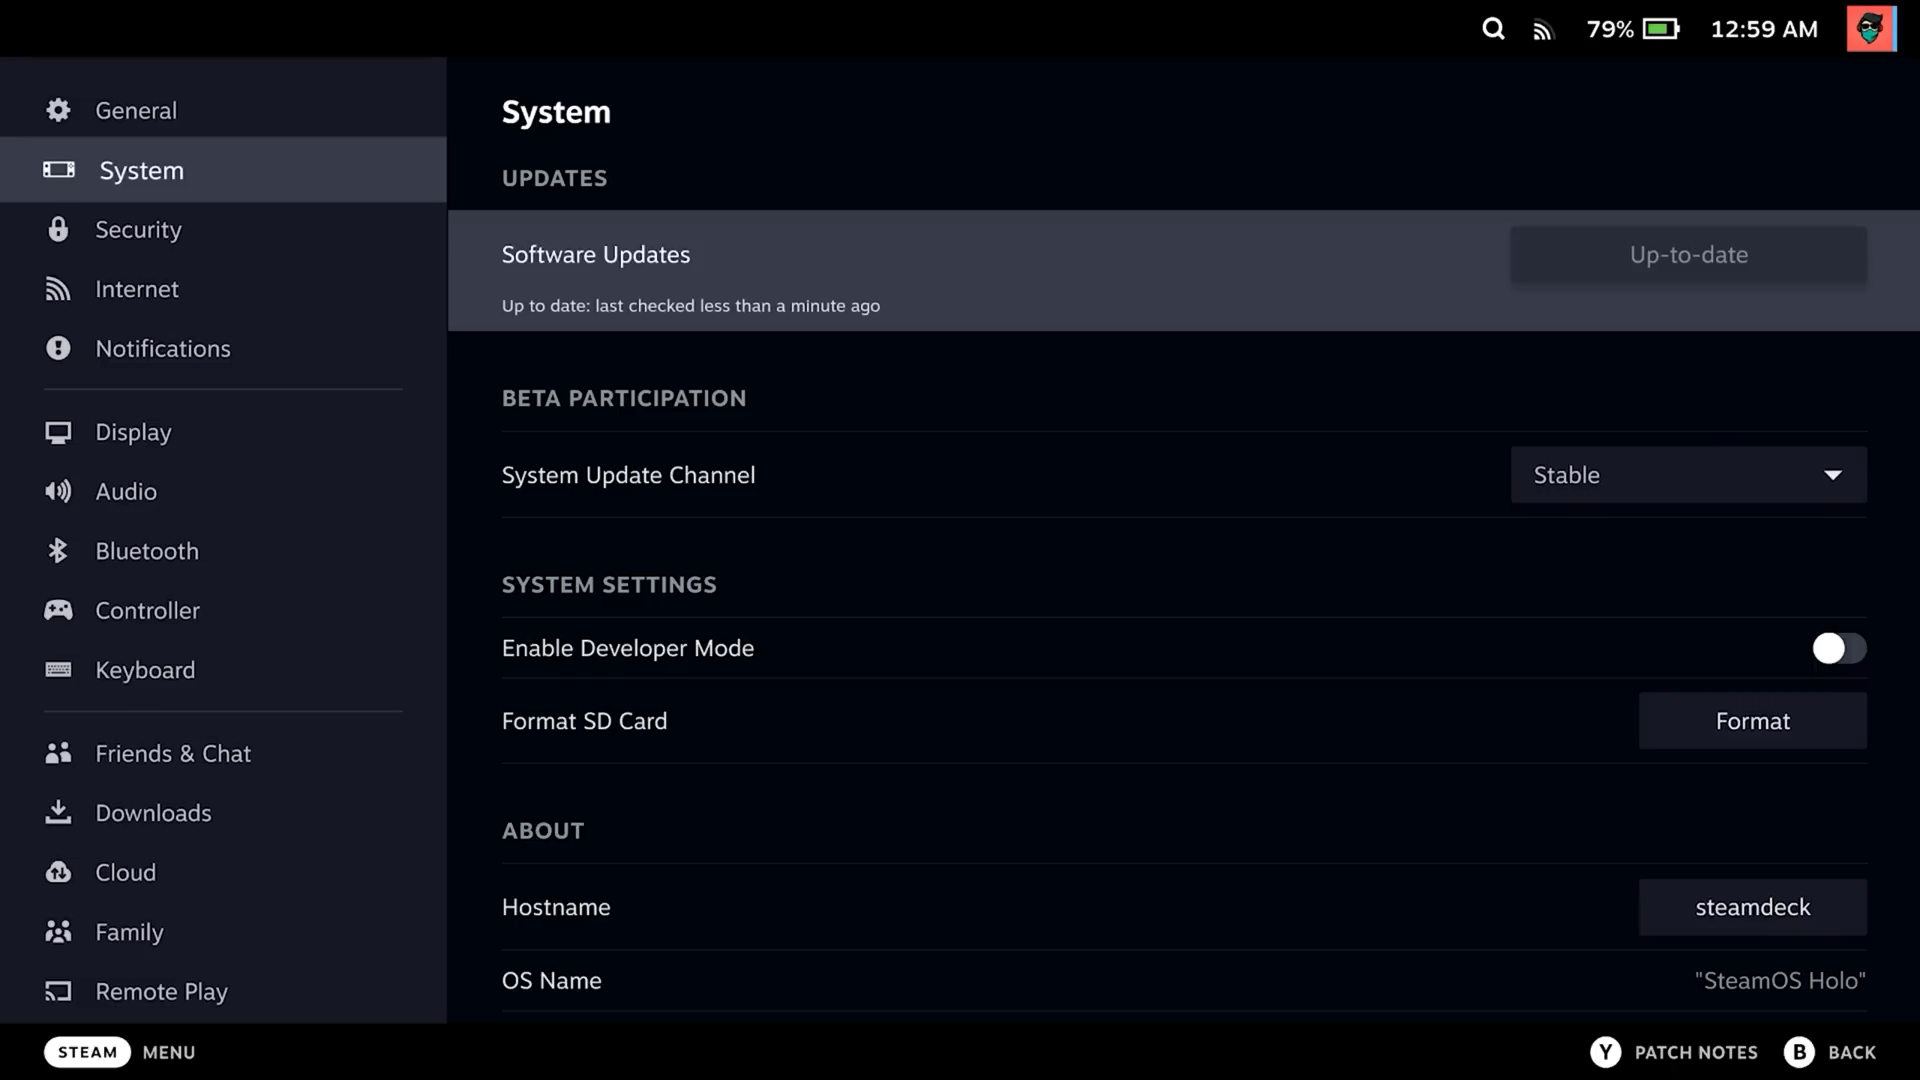 79%
12:59 AM
General
System
Security
Internet
Notifications
Display
Audio
Bluetooth
Controller
Keyboard
Friends & Chat
Downloads
Cloud
Family
Remote Play
System
UPDATES
Software Updates
Up-to-date
Up to date: last checked less than a minute ago
BETA PARTICIPATION
System Update Channel
Stable
SYSTEM SETTINGS
Enable Developer Mode
Format SD Card
Format
ABOUT
Hostname
steamdeck
OS Name
"SteamOS Holo"
STEAM MENU
Y PATCH NOTES
B BACK